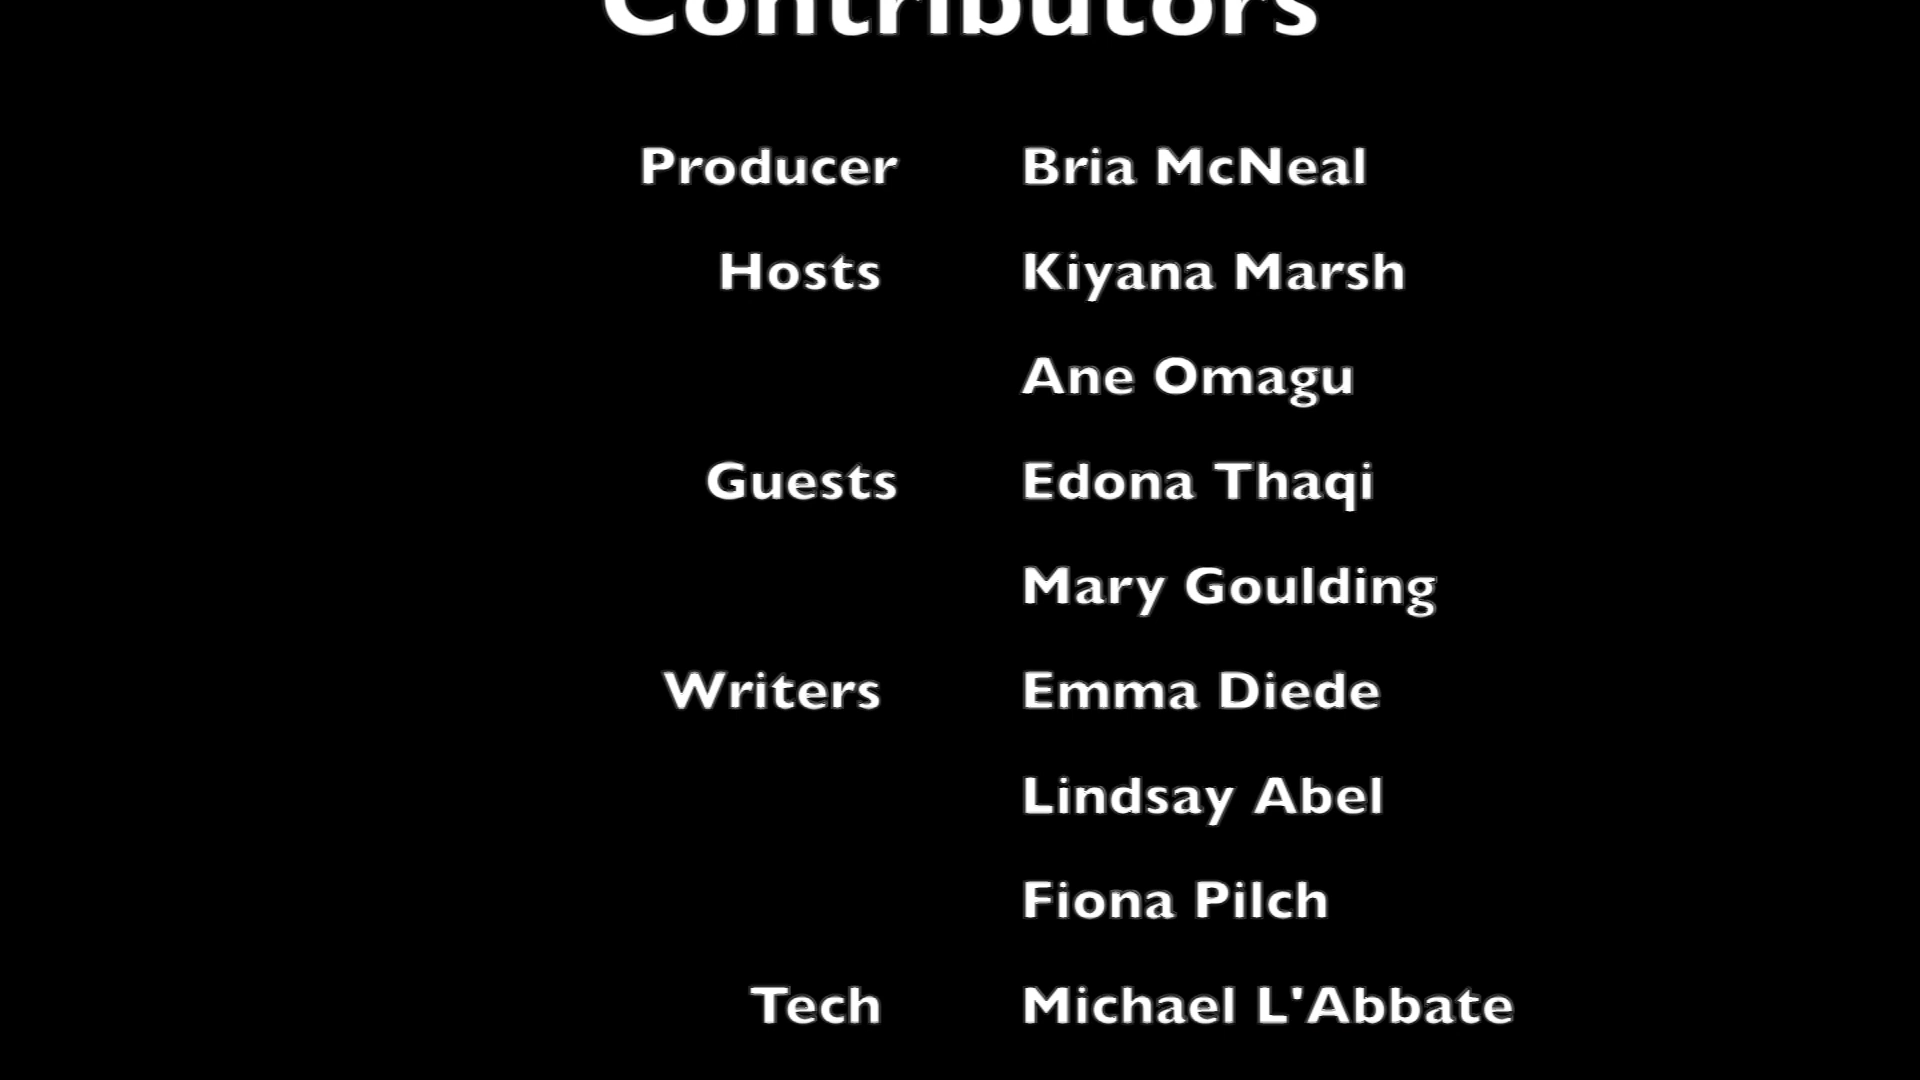 Contributors
Producer Bria McNeal
Hosts Kiyana Marsh
Ane Omagu
Guests Edona Thaqi
Mary Goulding
Writers Emma Diede
Lindsay Abel
Fiona Pilch
Tech Michael L'Abbate